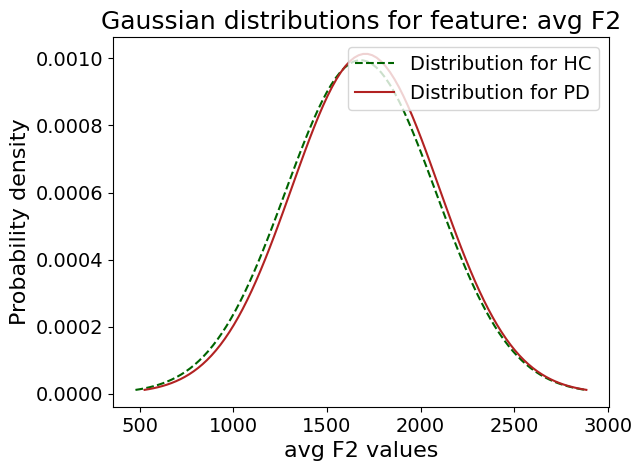 Gaussian distributions for feature: avg F2
Distribution for HC
Distribution for PD
Probability density
0.0010
0.0008
0.0006
0.0004
0.0002
0.0000
500 1000 1500 2000 2500 3000
avg F2 values